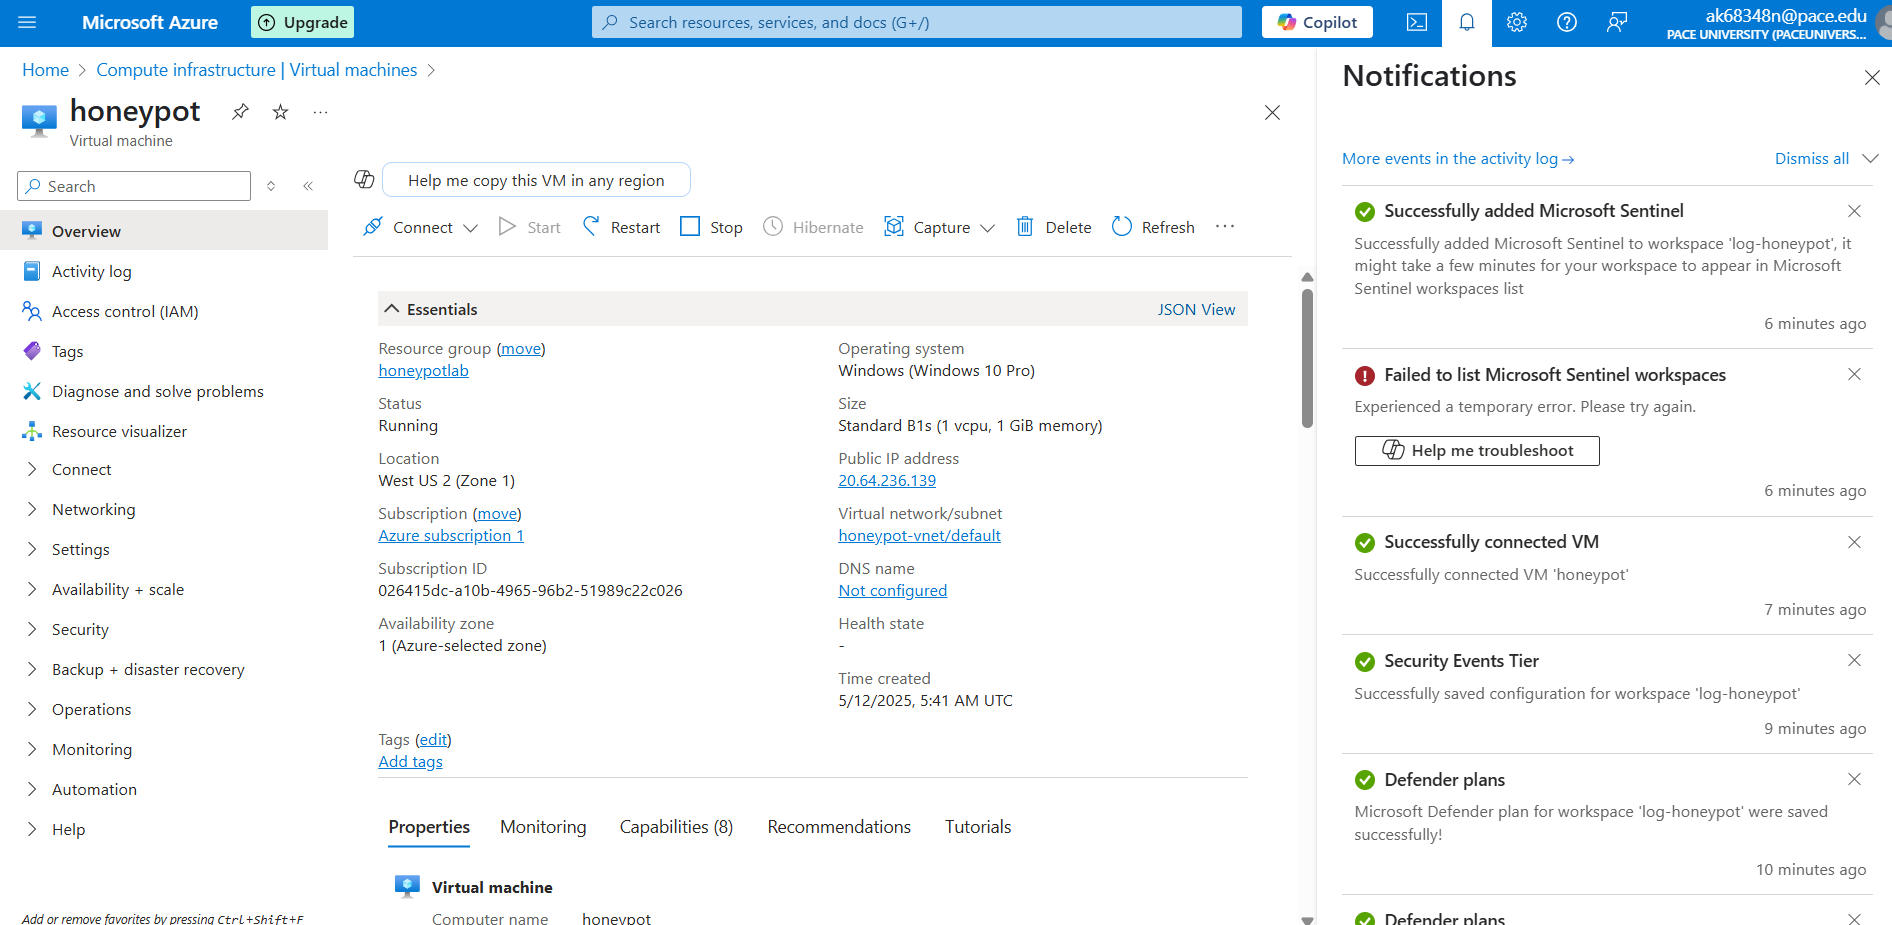 Microsoft Azure
Upgrade
Search resources, services, and docs (G+/)
Copilot
ak68348n@pace.edu
PACE UNIVERSITY (PACEUNIVERS...
Home > Compute infrastructure | Virtual machines >
honeypot
...
Virtual machine
Search
Overview
Activity log
Access control (IAM)
Tags
Diagnose and solve problems
Resource visualizer
Connect
Networking
Settings
Availability + scale
Security
Backup + disaster recovery
Operations
Monitoring
Automation
Help
Add or remove favorites by pressing Ctrl+Shift+F
Help me copy this VM in any region
Connect
Start
Restart
Stop
Hibernate
Capture
Delete
Refresh
...
Essentials
JSON View
Resource group (move)
honeypotlab
Status
Running
Location
West US 2 (Zone 1)
Subscription (move)
Azure subscription 1
Subscription ID
026415dc-a10b-4965-96b2-51989c22c026
Availability zone
1 (Azure-selected zone)
Operating system
Windows (Windows 10 Pro)
Size
Standard B1s (1 vcpu, 1 GiB memory)
Public IP address
20.64.236.139
Virtual network/subnet
honeypot-vnet/default
DNS name
Not configured
Health state
-
Time created
5/12/2025, 5:41 AM UTC
Tags (edit)
Add tags
Properties
Monitoring
Capabilities (8)
Recommendations
Tutorials
Virtual machine
Computer name
honeypot
Notifications
More events in the activity log →
Dismiss all
Successfully added Microsoft Sentinel
Successfully added Microsoft Sentinel to workspace 'log-honeypot', it
might take a few minutes for your workspace to appear in Microsoft
Sentinel workspaces list
6 minutes ago
Failed to list Microsoft Sentinel workspaces
Experienced a temporary error. Please try again.
Help me troubleshoot
6 minutes ago
Successfully connected VM
Successfully connected VM 'honeypot'
7 minutes ago
Security Events Tier
Successfully saved configuration for workspace 'log-honeypot'
9 minutes ago
Defender plans
Microsoft Defender plan for workspace 'log-honeypot' were saved
successfully!
10 minutes ago
Defender plans